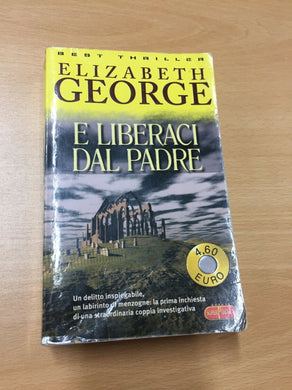 BEST THRILLER
ELIZABETH
GEORGE
E LIBERACI
DAL PADRE
4,60
EURO
Un delitto inspiegabile,
un labirinto di menzogne: la prima inchiesta
di una straordinaria coppia investigativa